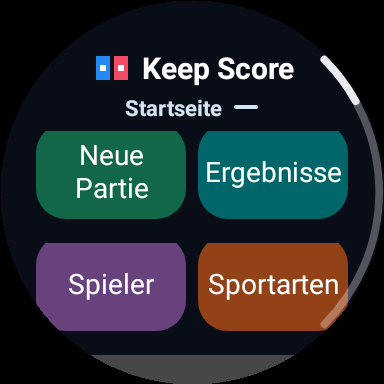 Keep Score
Startseite
Neue
Partie
Ergebnisse
Spieler
Sportarten